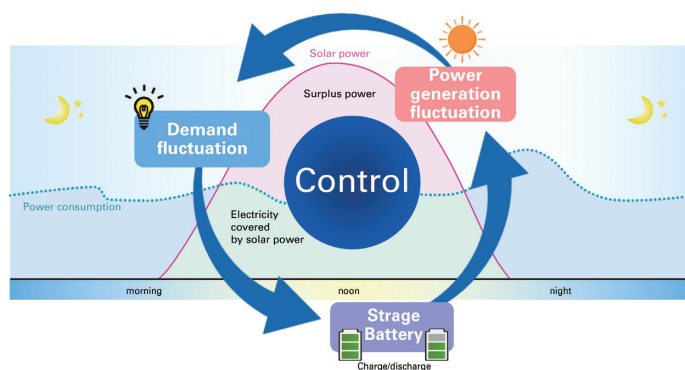 Solar power
Power
generation
fluctuation
Surplus power
Demand
fluctuation
Control
Power consumption
Electricity
covered
by solar power
morning
noon
night
Strage
Battery
Charge/discharge